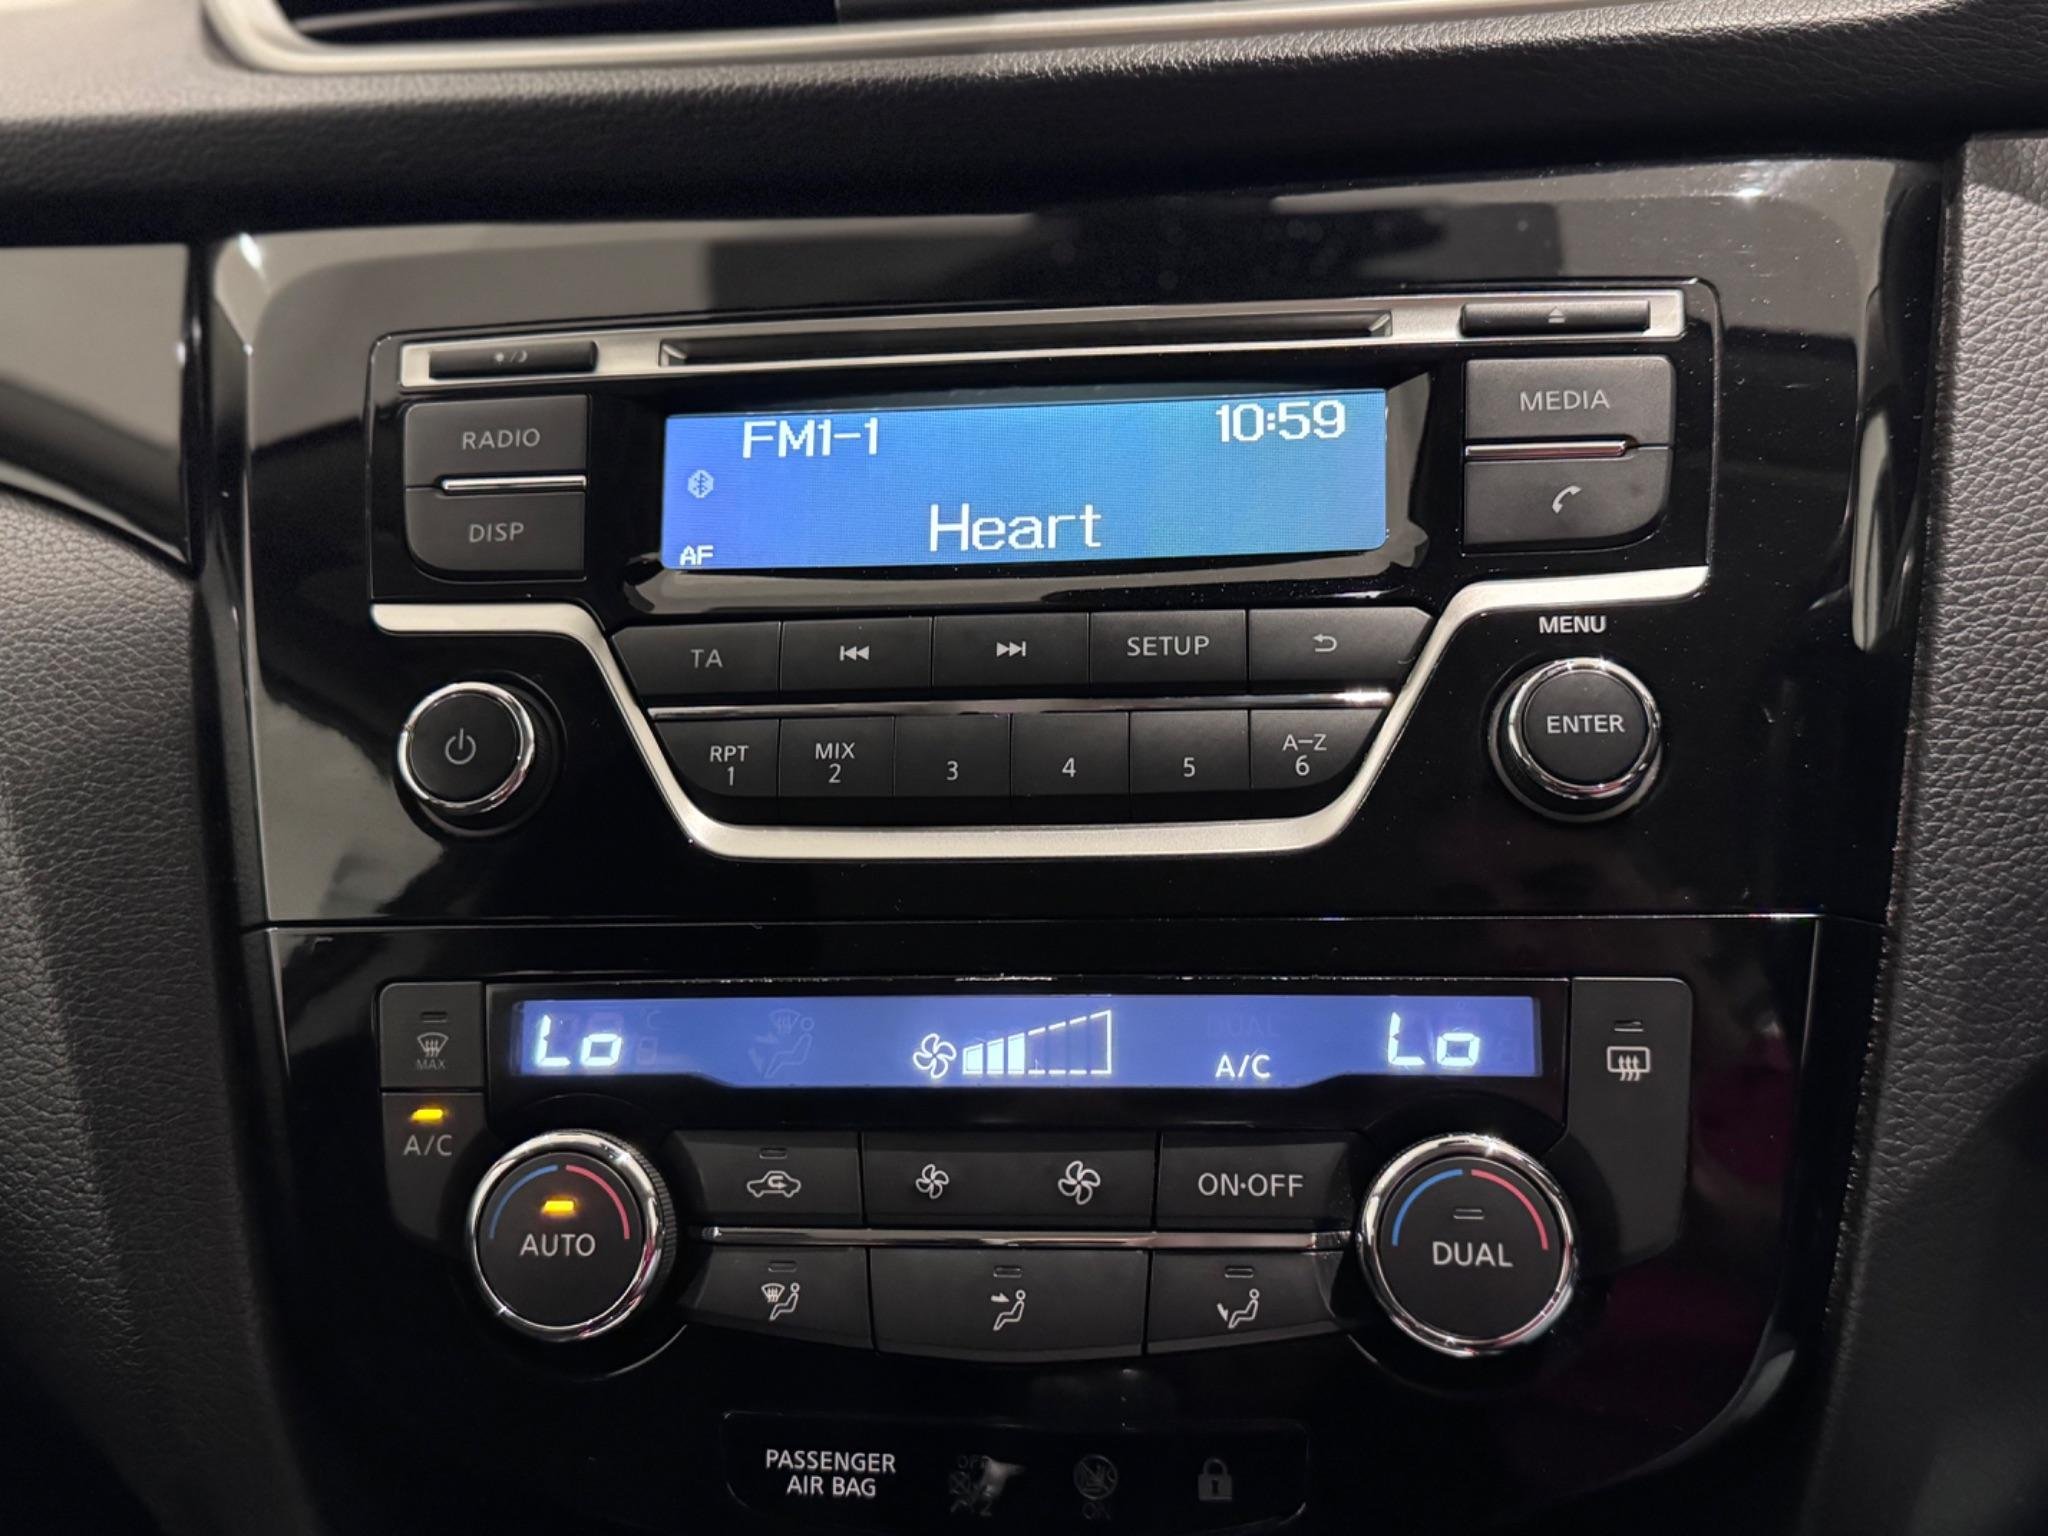 RADIO
DISP
FM1-1 10:59
Heart
AF
MEDIA
TA
SETUP
MENU
ENTER
RPT
1
MIX
2
3
4
5
A-Z
6
MAX
Lo
A/C
Lo
A/C
AUTO
ON·OFF
DUAL
PASSENGER
AIR BAG